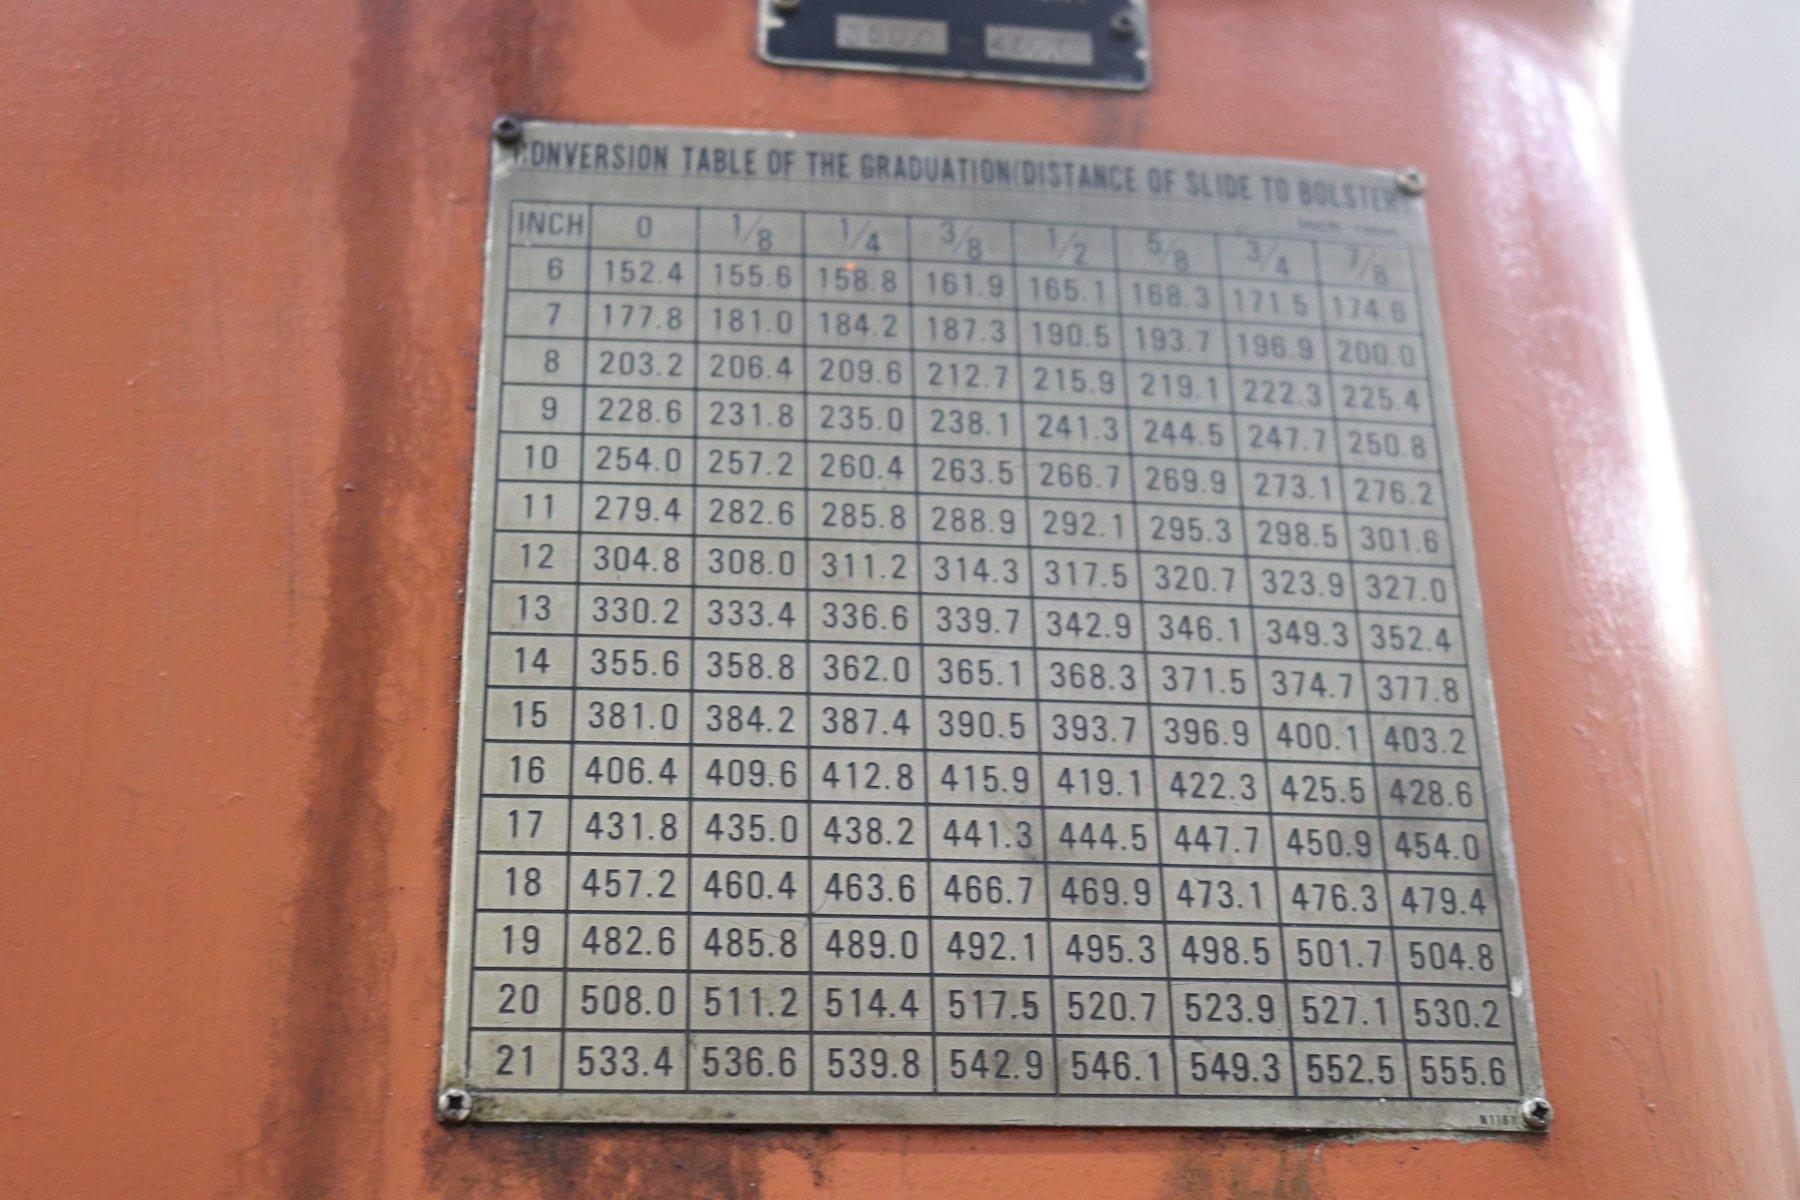 CONVERSION TABLE OF THE GRADUATION(DISTANCE OF SLIDE TO BOLSTER)
INCH 0 1/8 1/4 3/8 1/2 5/8 3/4 7/8
6 152.4 155.6 158.8 161.9 165.1 168.3 171.5 174.6
7 177.8 181.0 184.2 187.3 190.5 193.7 196.9 200.0
8 203.2 206.4 209.6 212.7 215.9 219.1 222.3 225.4
9 228.6 231.8 235.0 238.1 241.3 244.5 247.7 250.8
10 254.0 257.2 260.4 263.5 266.7 269.9 273.1 276.2
11 279.4 282.6 285.8 288.9 292.1 295.3 298.5 301.6
12 304.8 308.0 311.2 314.3 317.5 320.7 323.9 327.0
13 330.2 333.4 336.6 339.7 342.9 346.1 349.3 352.4
14 355.6 358.8 362.0 365.1 368.3 371.5 374.7 377.8
15 381.0 384.2 387.4 390.5 393.7 396.9 400.1 403.2
16 406.4 409.6 412.8 415.9 419.1 422.3 425.5 428.6
17 431.8 435.0 438.2 441.3 444.5 447.7 450.9 454.0
18 457.2 460.4 463.6 466.7 469.9 473.1 476.3 479.4
19 482.6 485.8 489.0 492.1 495.3 498.5 501.7 504.8
20 508.0 511.2 514.4 517.5 520.7 523.9 527.1 530.2
21 533.4 536.6 539.8 542.9 546.1 549.3 552.5 555.6